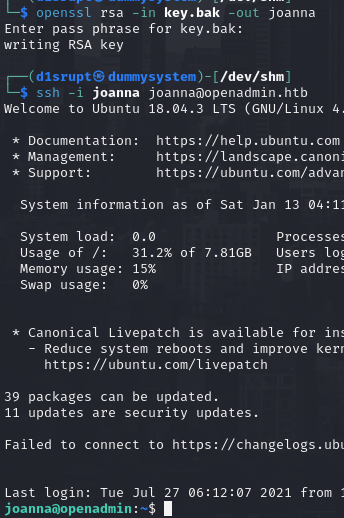 └─$ openssl rsa -in key.bak -out joanna
Enter pass phrase for key.bak:
writing RSA key
┌──(d1srupt㉿dummysystem)-[/dev/shm]
└─$ ssh -i joanna joanna@openadmin.htb
Welcome to Ubuntu 18.04.3 LTS (GNU/Linux 4.
* Documentation: https://help.ubuntu.com
* Management: https://landscape.canoni
* Support: https://ubuntu.com/advan
System information as of Sat Jan 13 04:11
System load: 0.0 Processes
Usage of /: 31.2% of 7.81GB Users log
Memory usage: 15% IP addres
Swap usage: 0%
* Canonical Livepatch is available for ins
- Reduce system reboots and improve kern
https://ubuntu.com/livepatch
39 packages can be updated.
11 updates are security updates.
Failed to connect to https://changelogs.ubu
Last login: Tue Jul 27 06:12:07 2021 from 1
joanna@openadmin:~$